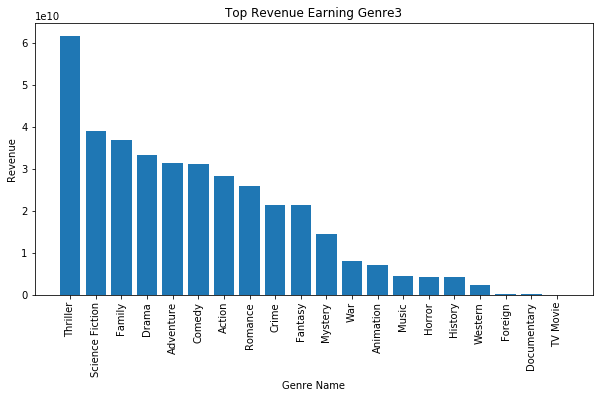 Top Revenue Earning Genre3
1e10
6
5
4
3
2
1
0
Revenue
Thriller
Science Fiction
Family
Drama
Adventure
Comedy
Action
Romance
Crime
Fantasy
Mystery
War
Animation
Music
Horror
History
Western
Foreign
Documentary
TV Movie
Genre Name